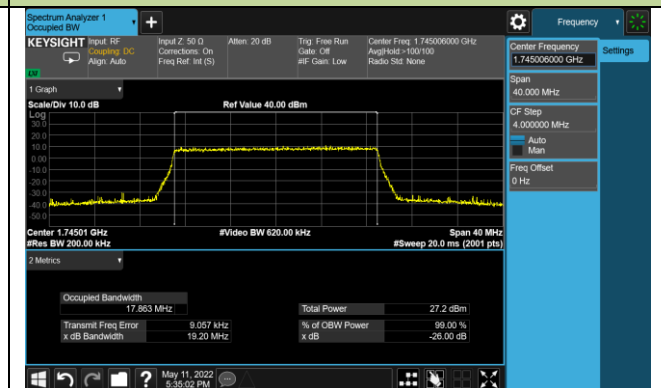 Spectrum Analyzer 1
Occupied BW
Frequency
KEYSIGHT
Input: RF
Coupling: DC
Align: Auto
Input Z: 50 Ω
Corrections: On
Freq Ref: Int (S)
Atten: 20 dB
Trig: Free Run
Gate: Off
#IF Gain: Low
Center Freq: 1.745006000 GHz
Avg|Hold:>100/100
Radio Std: None
Center Frequency
1.745006000 GHz
Settings
Span
40.000 MHz
CF Step
4.000000 MHz
Auto
Man
Freq Offset
0 Hz
1 Graph
Scale/Div 10.0 dB
Ref Value 40.00 dBm
Log
30.0
20.0
10.0
0.00
-10.0
-20.0
-30.0
-40.0
-50.0
Center 1.74501 GHz
#Video BW 620.00 kHz
Span 40 MHz
#Res BW 200.00 kHz
#Sweep 20.0 ms (2001 pts)
2 Metrics
Occupied Bandwidth
17.863 MHz
Total Power
27.2 dBm
Transmit Freq Error
9.057 kHz
% of OBW Power
99.00 %
x dB Bandwidth
19.20 MHz
x dB
-26.00 dB
May 11, 2022
5:35:02 PM